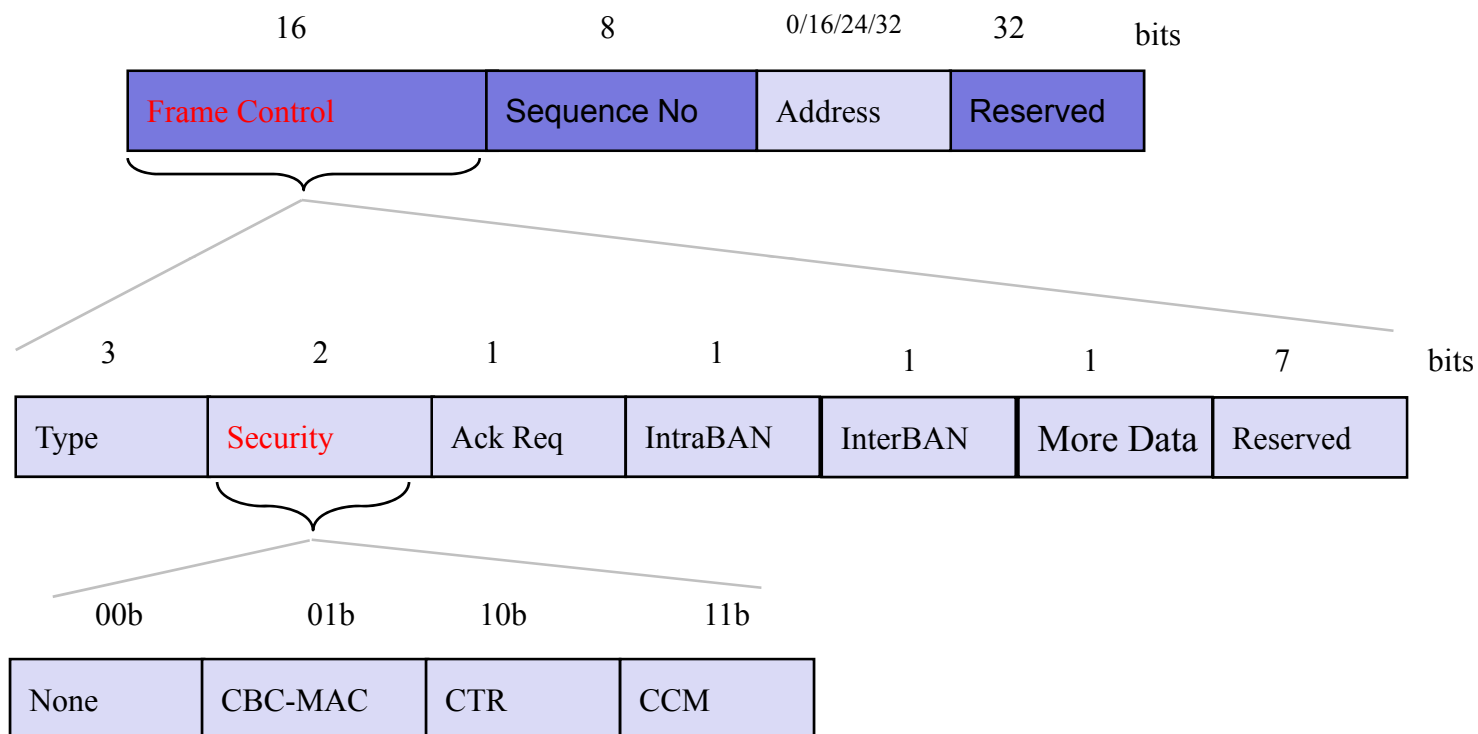 16 8 0/16/24/32 32 bits
Frame Control Sequence No Address Reserved
3 2 1 1 1 1 7 bits
Type Security Ack Req IntraBAN InterBAN More Data Reserved
00b 01b 10b 11b
None CBC-MAC CTR CCM